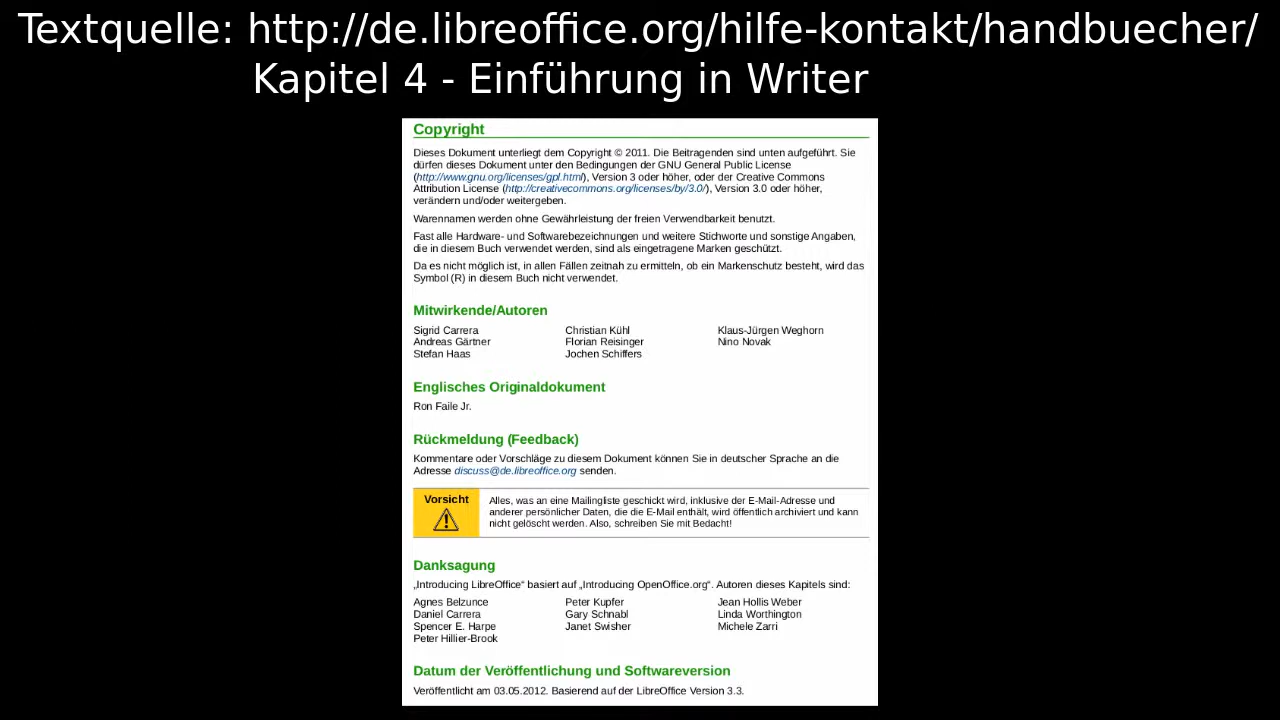 Textquelle: http://de.libreoffice.org/hilfe-kontakt/handbuecher/
Kapitel 4 - Einführung in Writer
Copyright
Dieses Dokument unterliegt dem Copyright © 2011. Die Beitragenden sind unten aufgeführt. Sie
dürfen dieses Dokument unter den Bedingungen der GNU General Public License
(http://www.gnu.org/licenses/gpl.html), Version 3 oder höher, oder der Creative Commons
Attribution License (http://creativecommons.org/licenses/by/3.0/), Version 3.0 oder höher,
verändern und/oder weitergeben.
Warennamen werden ohne Gewährleistung der freien Verwendbarkeit benutzt.
Fast alle Hardware- und Softwarebezeichnungen und weitere Stichworte und sonstige Angaben,
die in diesem Buch verwendet werden, sind als eingetragene Marken geschützt.
Da es nicht möglich ist, in allen Fällen zeitnah zu ermitteln, ob ein Markenschutz besteht, wird das
Symbol (R) in diesem Buch nicht verwendet.
Mitwirkende/Autoren
Sigrid Carrera Christian Kühl Klaus-Jürgen Weghorn
Andreas Gärtner Florian Reisinger Nino Novak
Stefan Haas Jochen Schiffers
Englisches Originaldokument
Ron Faile Jr.
Rückmeldung (Feedback)
Kommentare oder Vorschläge zu diesem Dokument können Sie in deutscher Sprache an die
Adresse discuss@de.libreoffice.org senden.
Vorsicht
Alles, was an eine Mailingliste geschickt wird, inklusive der E-Mail-Adresse und
anderer persönlicher Daten, die die E-Mail enthält, wird öffentlich archiviert und kann
nicht gelöscht werden. Also, schreiben Sie mit Bedacht!
Danksagung
„Introducing LibreOffice“ basiert auf „Introducing OpenOffice.org“. Autoren dieses Kapitels sind:
Agnes Belzunce Peter Kupfer Jean Hollis Weber
Daniel Carrera Gary Schnabl Linda Worthington
Spencer E. Harpe Janet Swisher Michele Zarri
Peter Hillier-Brook
Datum der Veröffentlichung und Softwareversion
Veröffentlicht am 03.05.2012. Basierend auf der LibreOffice Version 3.3.